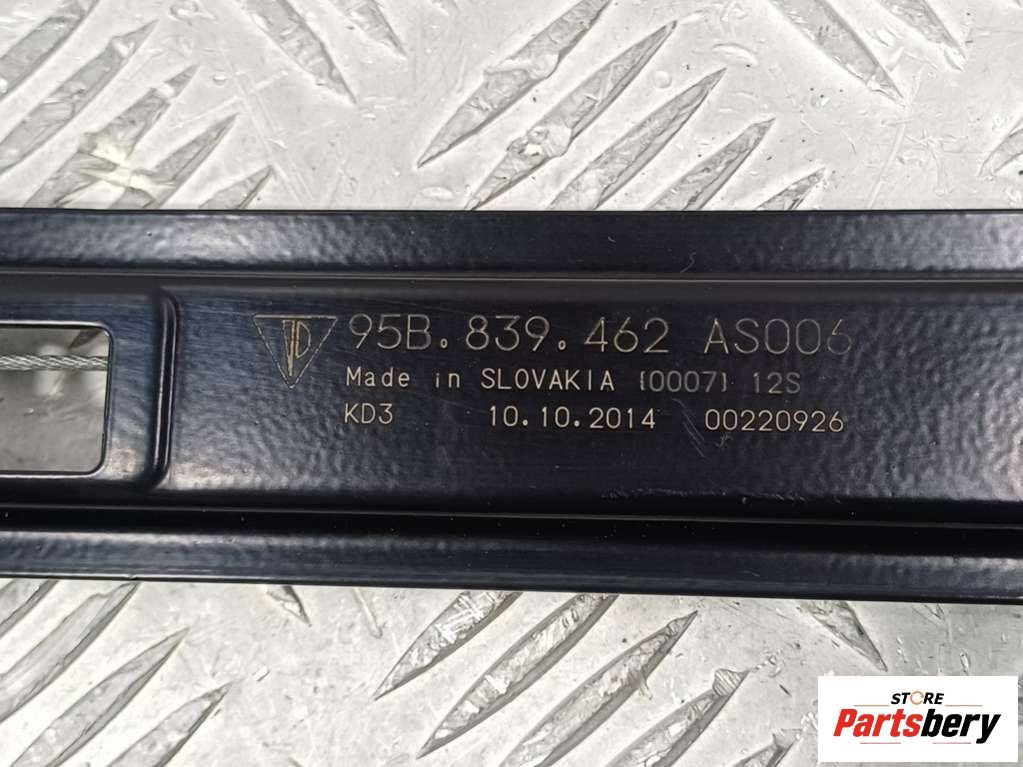 95B.839.462 AS006
Made in SLOVAKIA (0007) 12S
KD3 10.10.2014 00220926
STORE
Partsbery